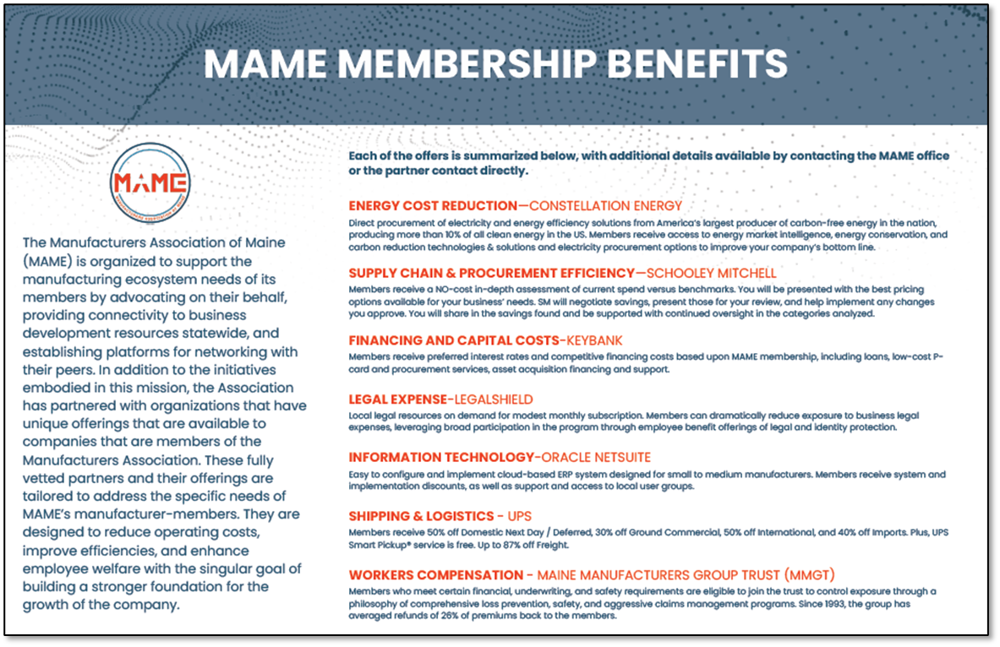 MAME MEMBERSHIP BENEFITS
MAME
The Manufacturers Association of Maine
(MAME) is organized to support the
manufacturing ecosystem needs of its
members by advocating on their behalf,
providing connectivity to business
development resources statewide, and
establishing platforms for networking with
their peers. In addition to the initiatives
embodied in this mission, the Association
has partnered with organizations that have
unique offerings that are available to
companies that are members of the
Manufacturers Association. These fully
vetted partners and their offerings are
tailored to address the specific needs of
MAME's manufacturer-members. They are
designed to reduce operating costs,
improve efficiencies, and enhance
employee welfare with the singular goal of
building a stronger foundation for the
growth of the company.
Each of the offers is summarized below, with additional details available by contacting the MAME office
or the partner contact directly.
ENERGY COST REDUCTION—CONSTELLATION ENERGY
Direct procurement of electricity and energy efficiency solutions from America's largest producer of carbon-free energy in the nation,
producing more than 10% of all clean energy in the US. Members receive access to energy market intelligence, energy conservation, and
carbon reduction technologies & solutions and electricity procurement options to improve your company's bottom line.
SUPPLY CHAIN & PROCUREMENT EFFICIENCY—SCHOOLEY MITCHELL
Members receive a NO-cost in-depth assessment of current spend versus benchmarks. You will be presented with the best pricing
options available for your business' needs. SM will negotiate savings, present those for your review, and help implement any changes
you approve. You will share in the savings found and be supported with continued oversight in the categories analyzed.
FINANCING AND CAPITAL COSTS-KEYBANK
Members receive preferred interest rates and competitive financing costs based upon MAME membership, including loans, low-cost P-
card and procurement services, asset acquisition financing and support.
LEGAL EXPENSE-LEGALSHIELD
Local legal resources on demand for modest monthly subscription. Members can dramatically reduce exposure to business legal
expenses, leveraging broad participation in the program through employee benefit offerings of legal and identity protection.
INFORMATION TECHNOLOGY-ORACLE NETSUITE
Easy to configure and implement cloud-based ERP system designed for small to medium manufacturers. Members receive system and
implementation discounts, as well as support and access to local user groups.
SHIPPING & LOGISTICS - UPS
Members receive 50% off Domestic Next Day / Deferred, 30% off Ground Commercial, 50% off International, and 40% off Imports. Plus, UPS
Smart Pickup® service is free. Up to 87% off Freight.
WORKERS COMPENSATION - MAINE MANUFACTURERS GROUP TRUST (MMGT)
Members who meet certain financial, underwriting, and safety requirements are eligible to join the trust to control exposure through a
philosophy of comprehensive loss prevention, safety, and aggressive claims management programs. Since 1993, the group has
averaged refunds of 26% of premiums back to the members.